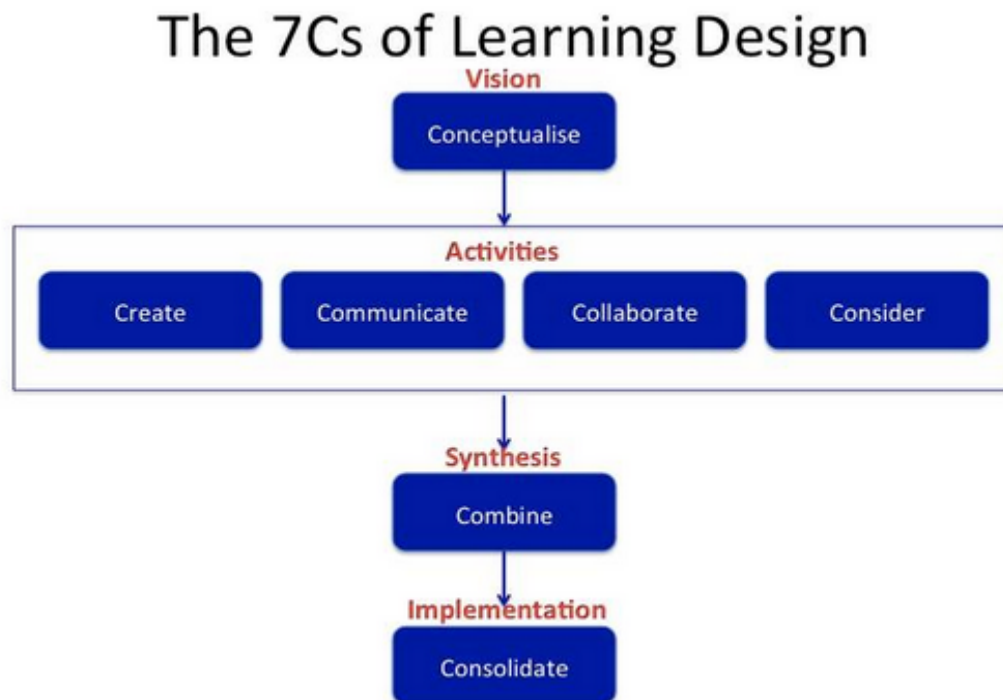 The 7Cs of Learning Design
Vision
Conceptualise
Activities
Create Communicate Collaborate Consider
Synthesis
Combine
Implementation
Consolidate